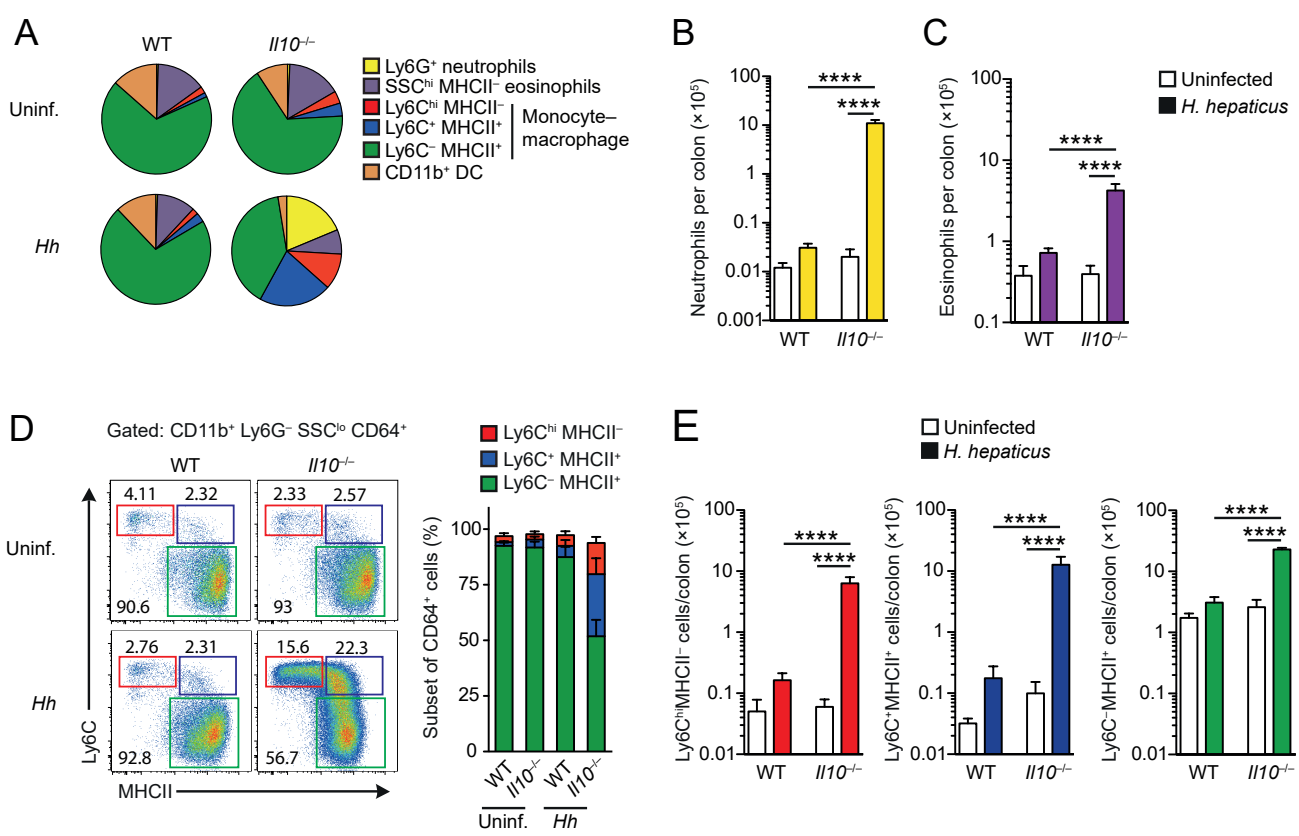 A
WT
Il10–/–
Uninf.
Hh
Ly6G+ neutrophils
SSChi MHCII– eosinophils
Ly6Chi MHCII–
Ly6C+ MHCII+
Ly6C– MHCII+
Monocyte–
macrophage
CD11b+ DC
B
Neutrophils per colon (×10⁵)
100
10
1
0.1
0.01
0.001
****
****
WT
Il10–/–
C
Eosinophils per colon (×10⁵)
100
10
1
0.1
****
****
WT
Il10–/–
Uninfected
H. hepaticus
D
Gated: CD11b+ Ly6G– SSClo CD64+
WT
Il10–/–
Uninf.
4.11
2.32
90.6
2.33
2.57
93
Hh
2.76
2.31
92.8
15.6
22.3
56.7
Ly6C
MHCII
Ly6Chi MHCII–
Ly6C+ MHCII+
Ly6C– MHCII+
Subset of CD64+ cells (%)
100
75
50
25
0
WT
Il10–/–
WT
Il10–/–
Uninf.
Hh
E
Uninfected
H. hepaticus
Ly6ChiMHCII– cells/colon (×10⁵)
100
10
1
0.1
0.01
****
****
WT
Il10–/–
Ly6C+MHCII+ cells/colon (×10⁵)
100
10
1
0.1
0.01
****
****
WT
Il10–/–
Ly6C–MHCII+ cells/colon (×10⁵)
100
10
1
0.1
0.01
****
****
WT
Il10–/–